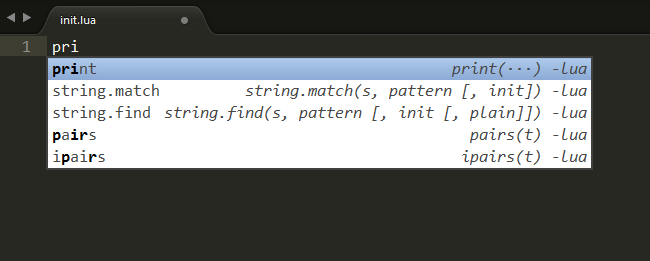 init.lua
1 pri
print print(···) -lua
string.match string.match(s, pattern [, init]) -lua
string.find string.find(s, pattern [, init [, plain]]) -lua
pairs pairs(t) -lua
ipairs ipairs(t) -lua